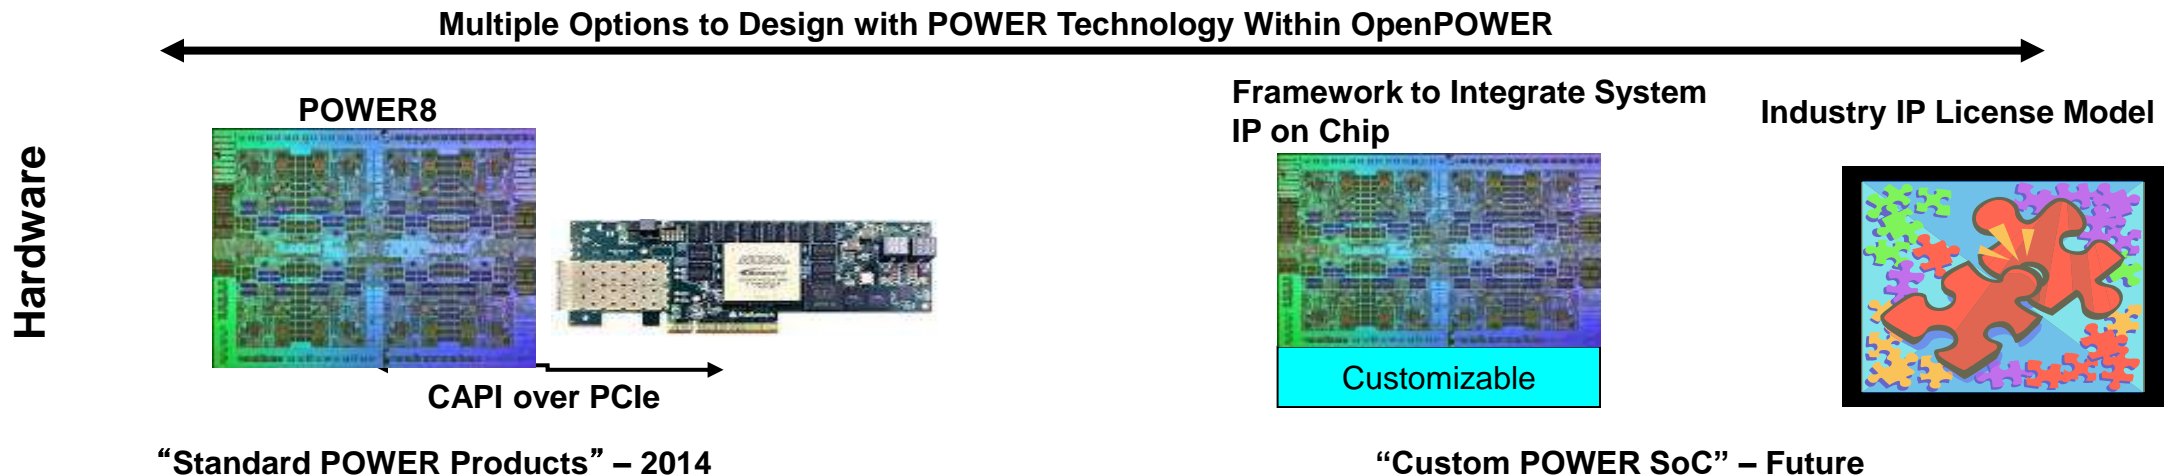 Multiple Options to Design with POWER Technology Within OpenPOWER
Hardware
POWER8
Framework to Integrate System
IP on Chip
Industry IP License Model
Customizable
CAPI over PCIe
“Standard POWER Products” – 2014
“Custom POWER SoC” – Future